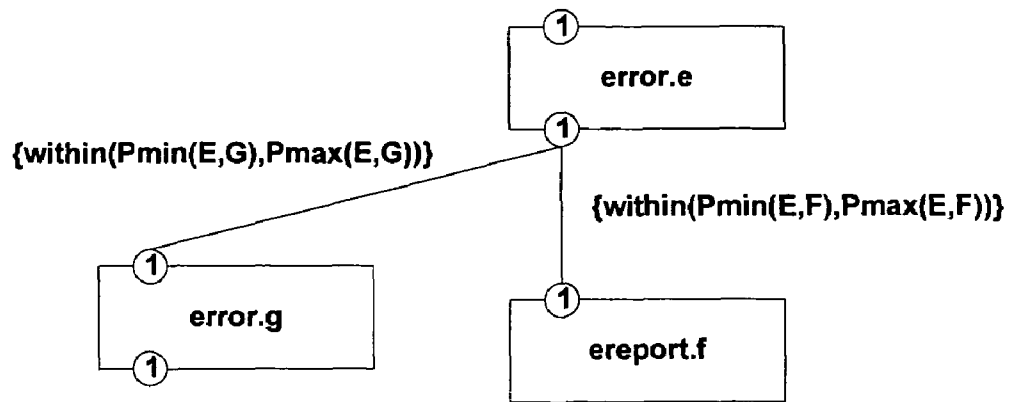 1
error.e
1
{within(Pmin(E,G),Pmax(E,G))}
{within(Pmin(E,F),Pmax(E,F))}
1
error.g
1
1
ereport.f